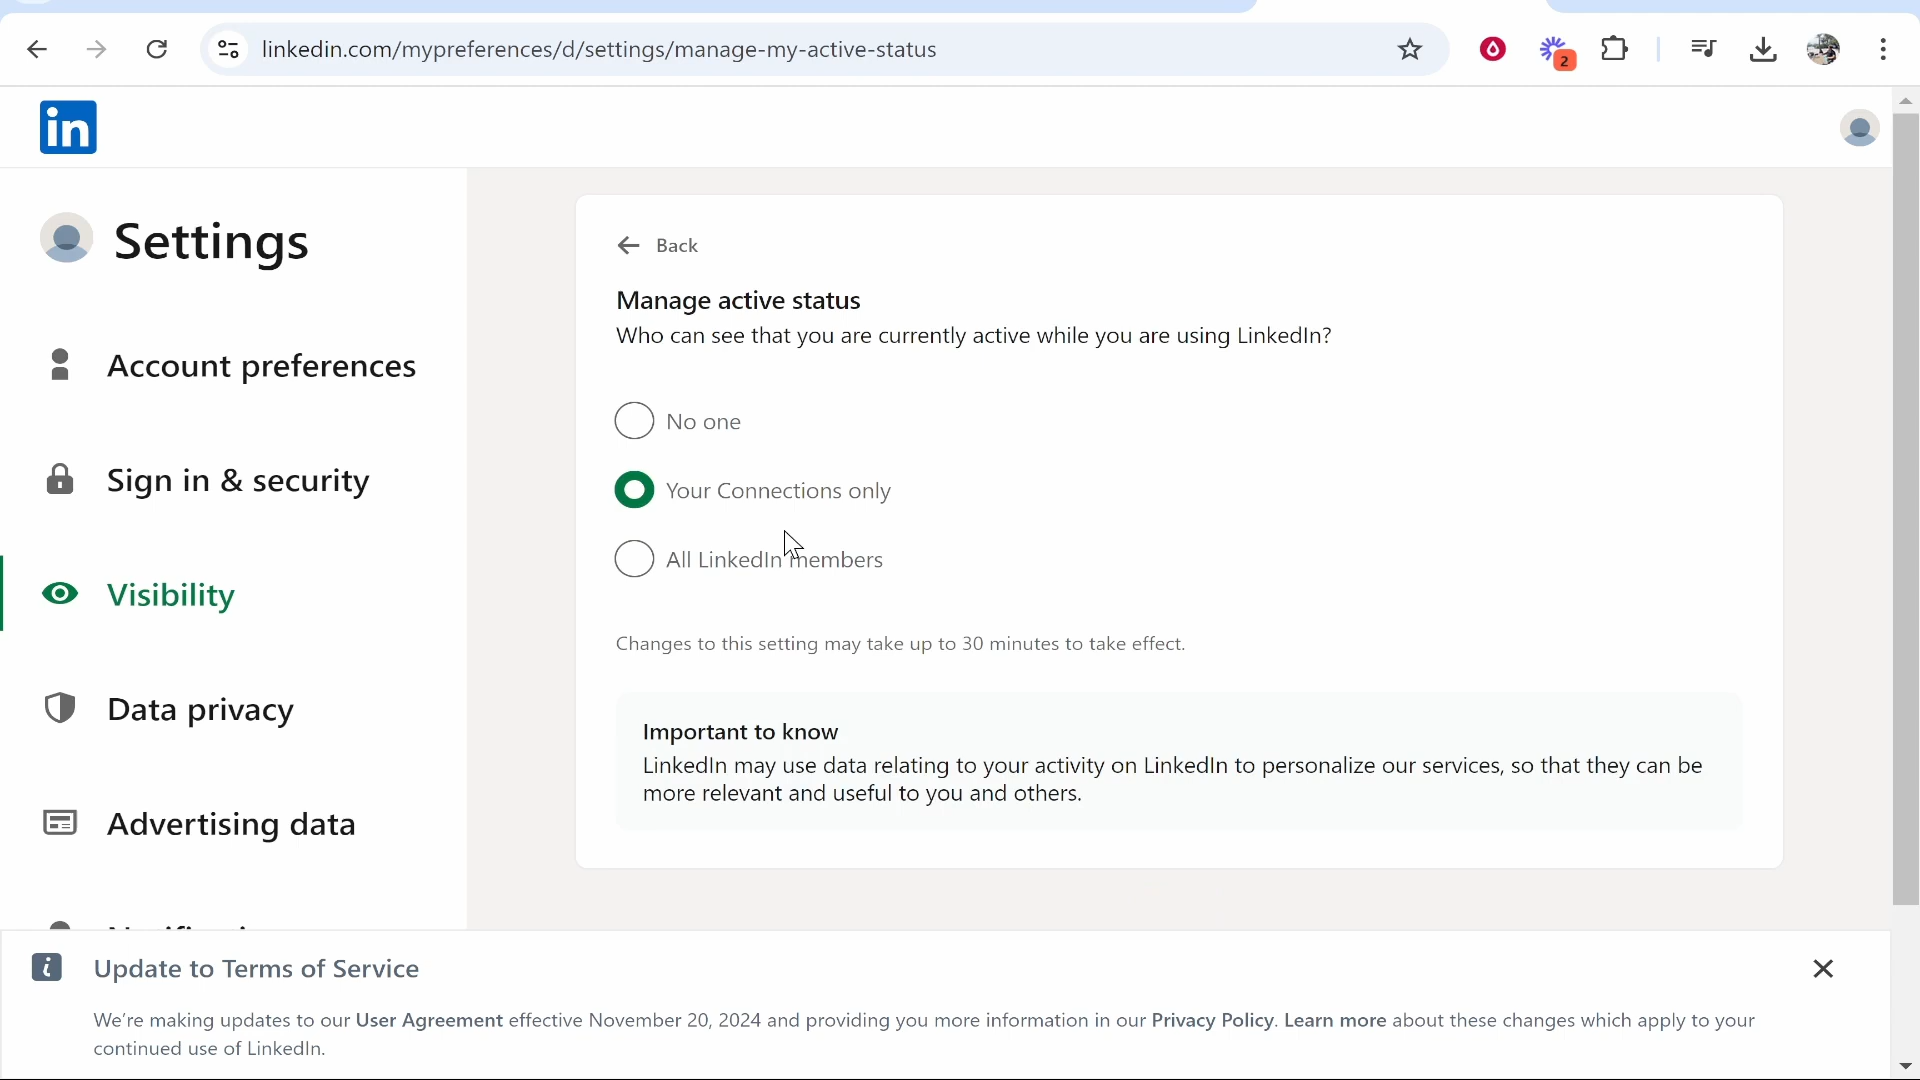 linkedin.com/mypreferences/d/settings/manage-my-active-status
2
in
Settings
Account preferences
Sign in & security
Visibility
Data privacy
Advertising data
Back
Manage active status
Who can see that you are currently active while you are using LinkedIn?
No one
Your Connections only
All LinkedIn members
Changes to this setting may take up to 30 minutes to take effect.
Important to know
LinkedIn may use data relating to your activity on LinkedIn to personalize our services, so that they can be
more relevant and useful to you and others.
Update to Terms of Service
We're making updates to our User Agreement effective November 20, 2024 and providing you more information in our Privacy Policy. Learn more about these changes which apply to your
continued use of LinkedIn.